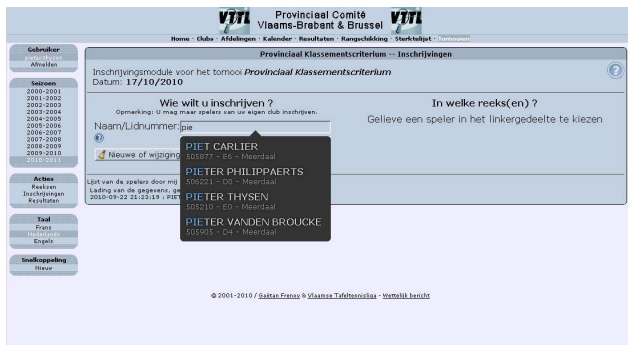 VTTL
Provinciaal Comité
Vlaams-Brabant & Brussel
VTTL
Home · Clubs · Afdelingen · Kalender · Resultaten · Rangschikking · Sterktelijst · Tornooien
Gebruiker
Afmelden
Seizoen
2000-2001
2001-2002
2002-2003
2003-2004
2004-2005
2005-2006
2006-2007
2007-2008
2008-2009
2009-2010
2010-2011
Acties
Reeksen
Inschrijvingen
Resultaten
Taal
Frans
Nederlands
Engels
Snelkoppeling
Nieuw
Provinciaal Klassementscriterium -- Inschrijvingen
Inschrijvingsmodule voor het tornooi Provinciaal Klassementscriterium
Datum: 17/10/2010
?
Wie wilt u inschrijven ?
Opmerking: U mag maar spelers van uw eigen club inschrijven.
Naam/Lidnummer: pie
?
Nieuwe of wijziging
PIET CARLIER
505877 - E6 - Meerdaal
PIETER PHILIPPAERTS
506221 - D0 - Meerdaal
PIETER THYSEN
505210 - E0 - Meerdaal
PIETER VANDEN BROUCKE
505905 - D4 - Meerdaal
In welke reeks(en) ?
Gelieve een speler in het linkergedeelte te kiezen
Lijst van de spelers door mij
Lading van de gegevens, ge
2010-09-22 21:23:19 : PIET
© 2001-2010 / Gaëtan Frenoy & Vlaamse Tafeltennisliga - Wettelijk bericht